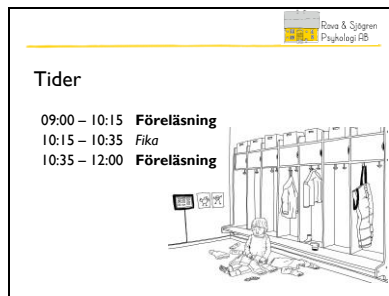 Rava & Sjögren
Psykologi AB
Tider
09:00 – 10:15 Föreläsning
10:15 – 10:35 Fika
10:35 – 12:00 Föreläsning